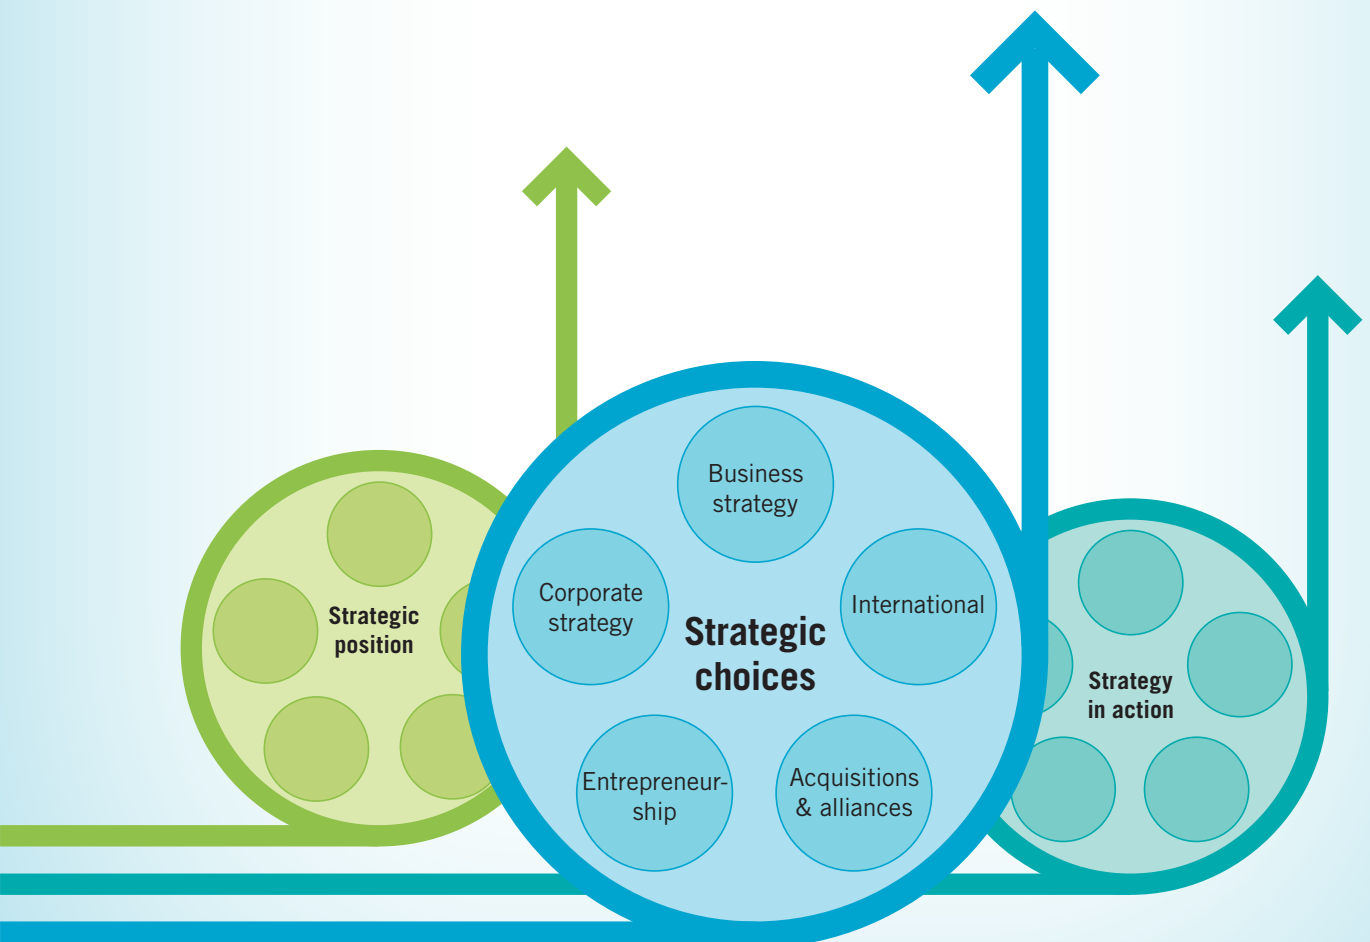 Strategic
position
Business
strategy
Corporate
strategy
International
Strategic
choices
Entrepreneur-
ship
Acquisitions
& alliances
Strategy
in action